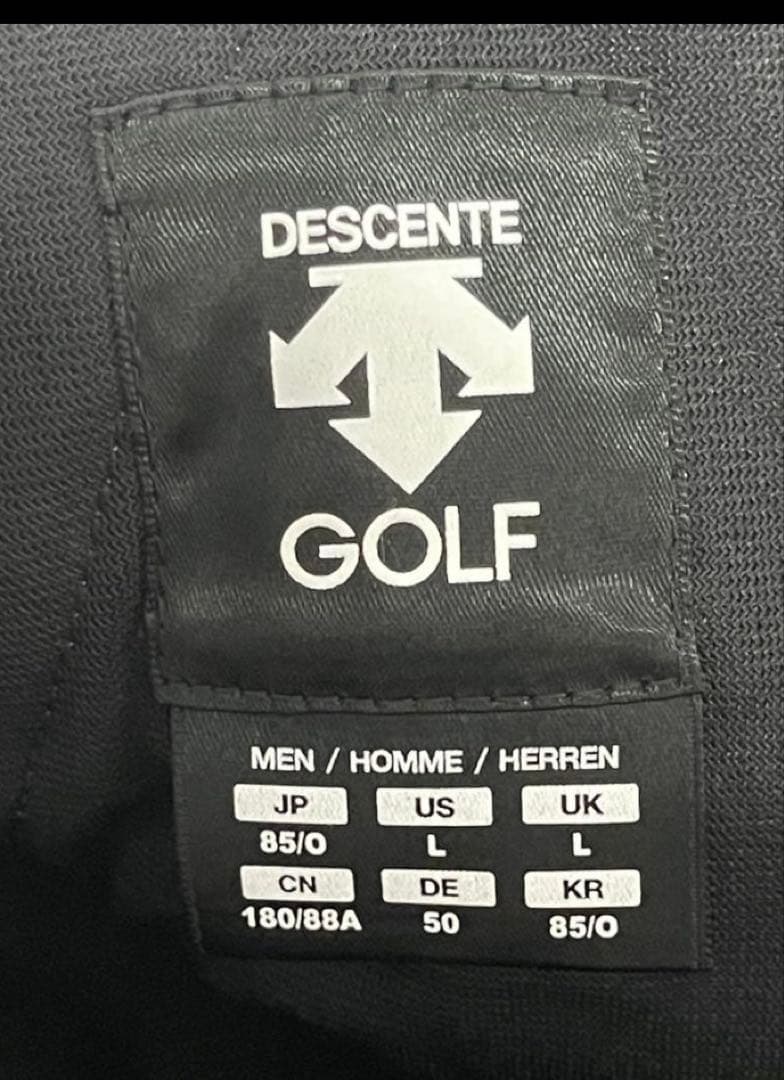 DESCENTE
GOLF
MEN / HOMME / HERREN
JP US UK
85/O L L
CN DE KR
180/88A 50 85/O